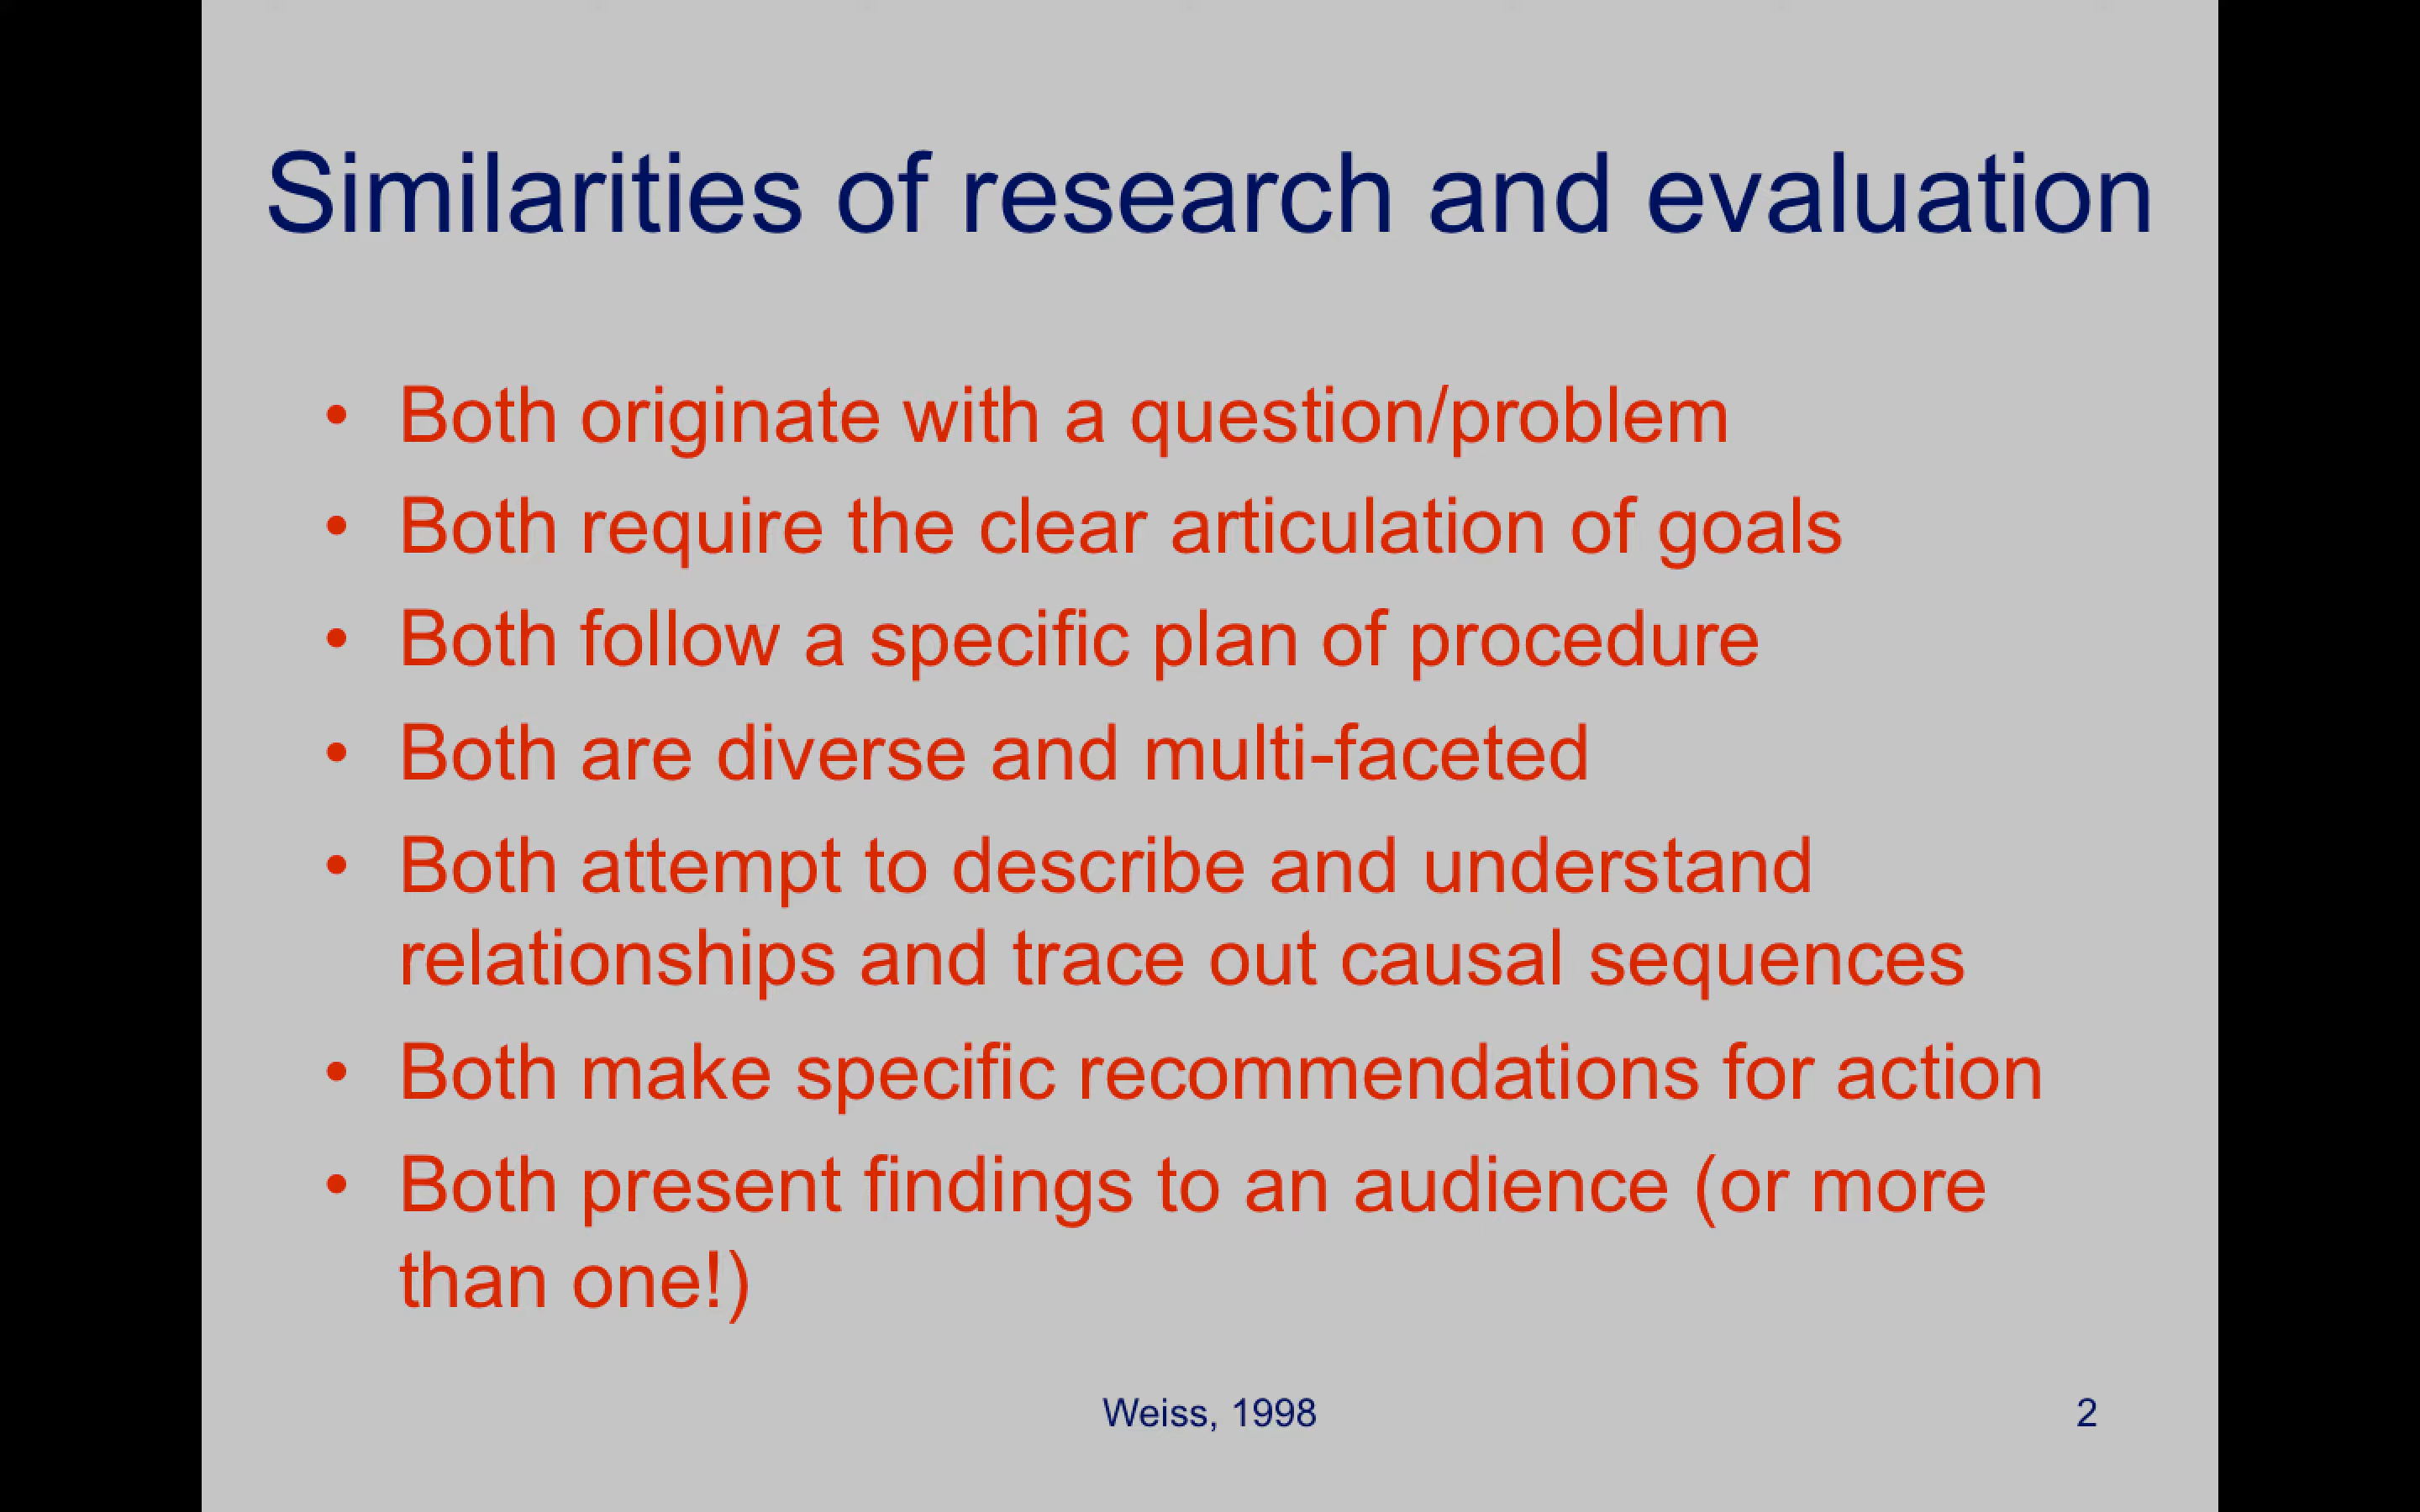 Similarities of research and evaluation
• Both originate with a question/problem
• Both require the clear articulation of goals
• Both follow a specific plan of procedure
• Both are diverse and multi-faceted
• Both attempt to describe and understand
relationships and trace out causal sequences
• Both make specific recommendations for action
• Both present findings to an audience (or more
than one!)
Weiss, 1998
2